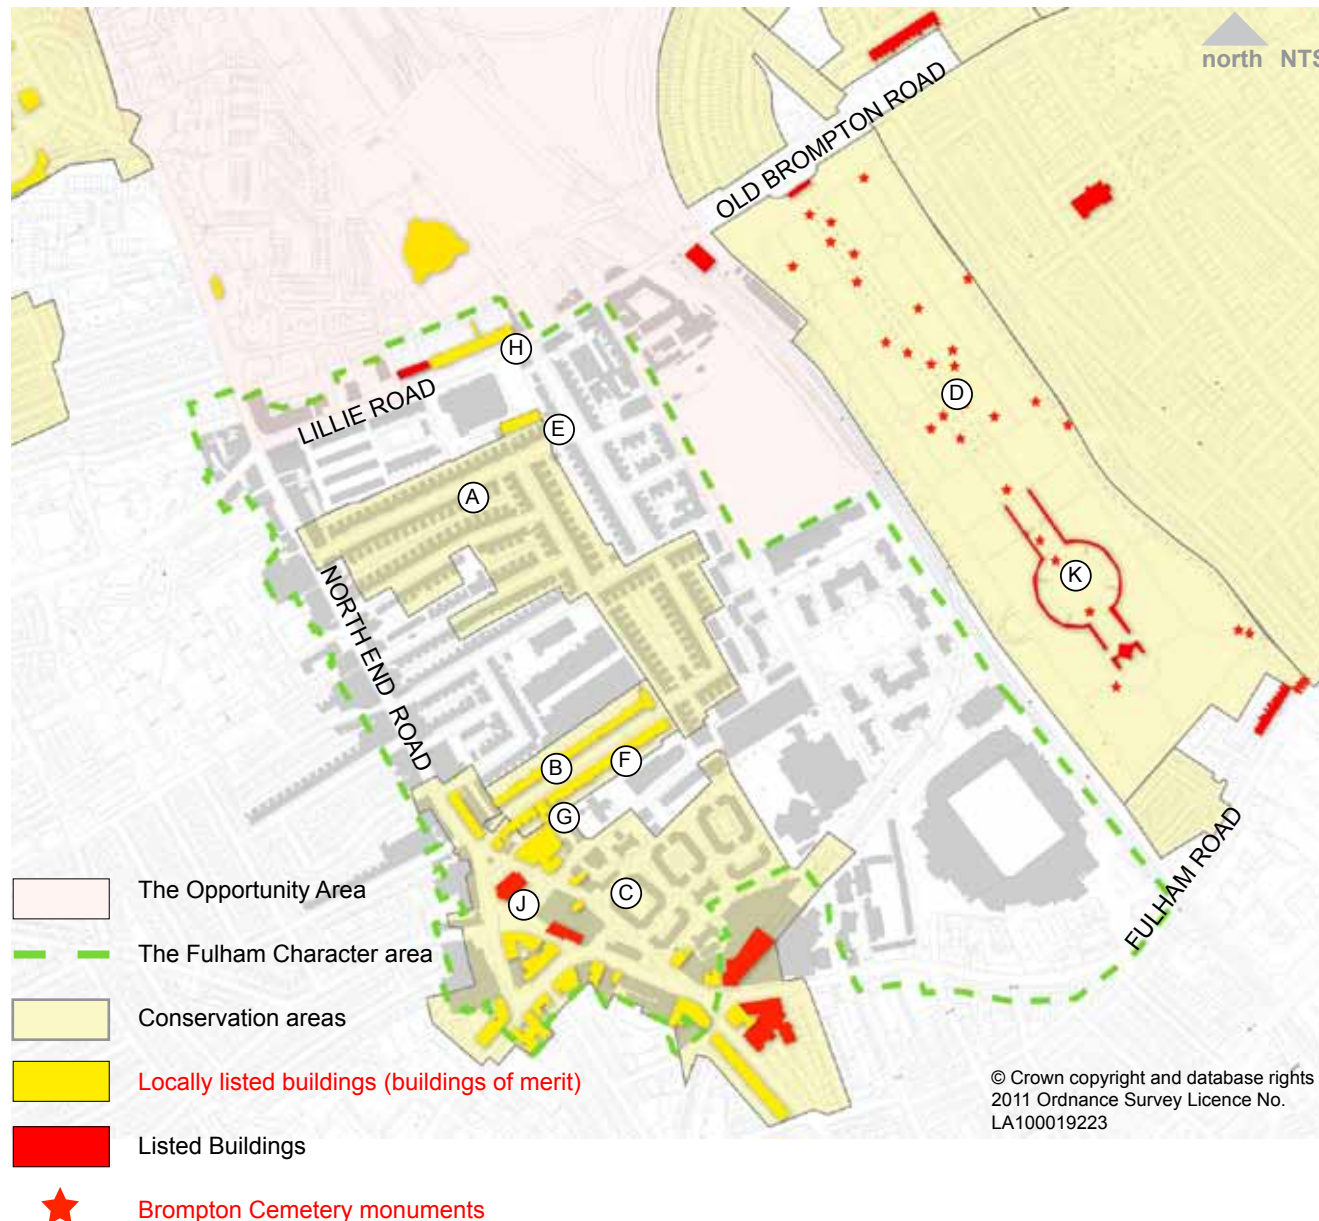 north NTS
OLD BROMPTON ROAD
H
LILLIE ROAD
D
E
A
K
NORTH END ROAD
B
F
G
C
J
FULHAM ROAD
The Opportunity Area
The Fulham Character area
Conservation areas
Locally listed buildings (buildings of merit)
Listed Buildings
Brompton Cemetery monuments
© Crown copyright and database rights
2011 Ordnance Survey Licence No.
LA100019223